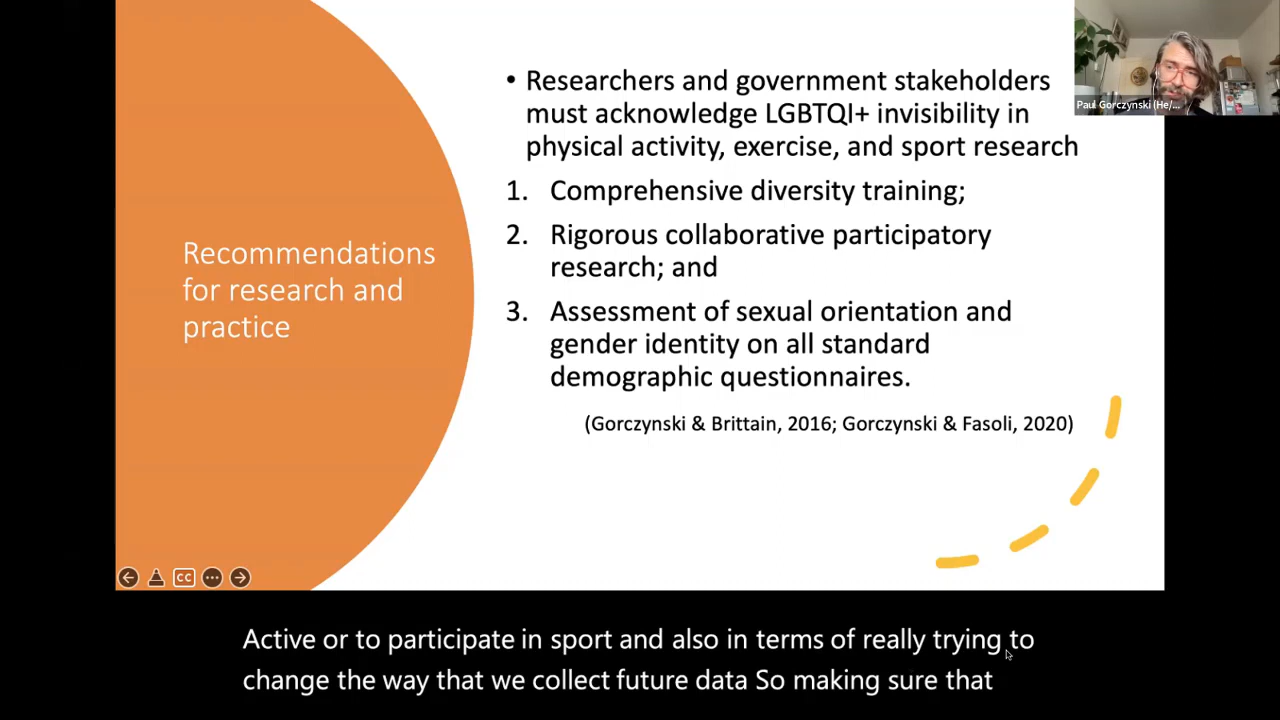 Recommendations
for research and
practice
• Researchers and government stakeholders
must acknowledge LGBTQI+ invisibility in
physical activity, exercise, and sport research
1. Comprehensive diversity training;
2. Rigorous collaborative participatory
research; and
3. Assessment of sexual orientation and
gender identity on all standard
demographic questionnaires.
(Gorczynski & Brittain, 2016; Gorczynski & Fasoli, 2020)
Paul Gorczynski (He/...
CC
Active or to participate in sport and also in terms of really trying to
change the way that we collect future data So making sure that